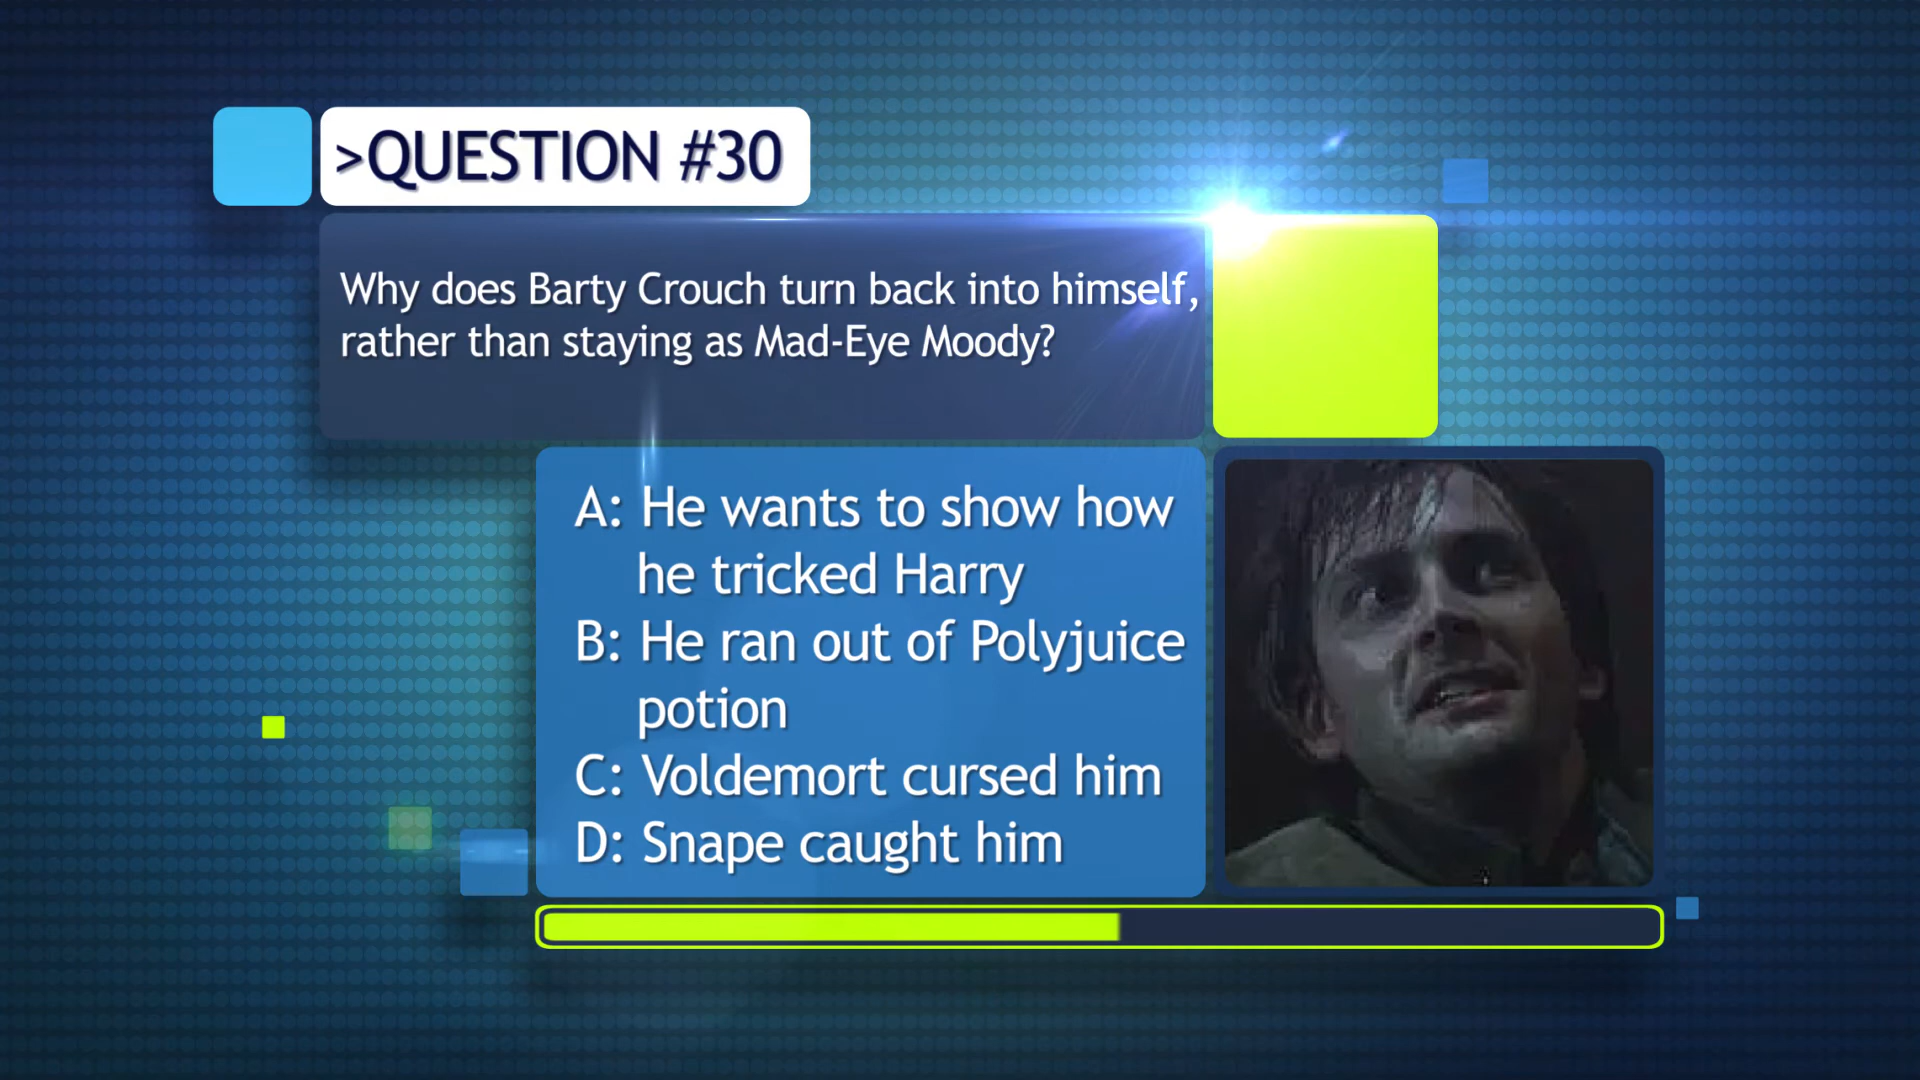 >QUESTION #30
Why does Barty Crouch turn back into himself,
rather than staying as Mad-Eye Moody?
A: He wants to show how
he tricked Harry
B: He ran out of Polyjuice
potion
C: Voldemort cursed him
D: Snape caught him